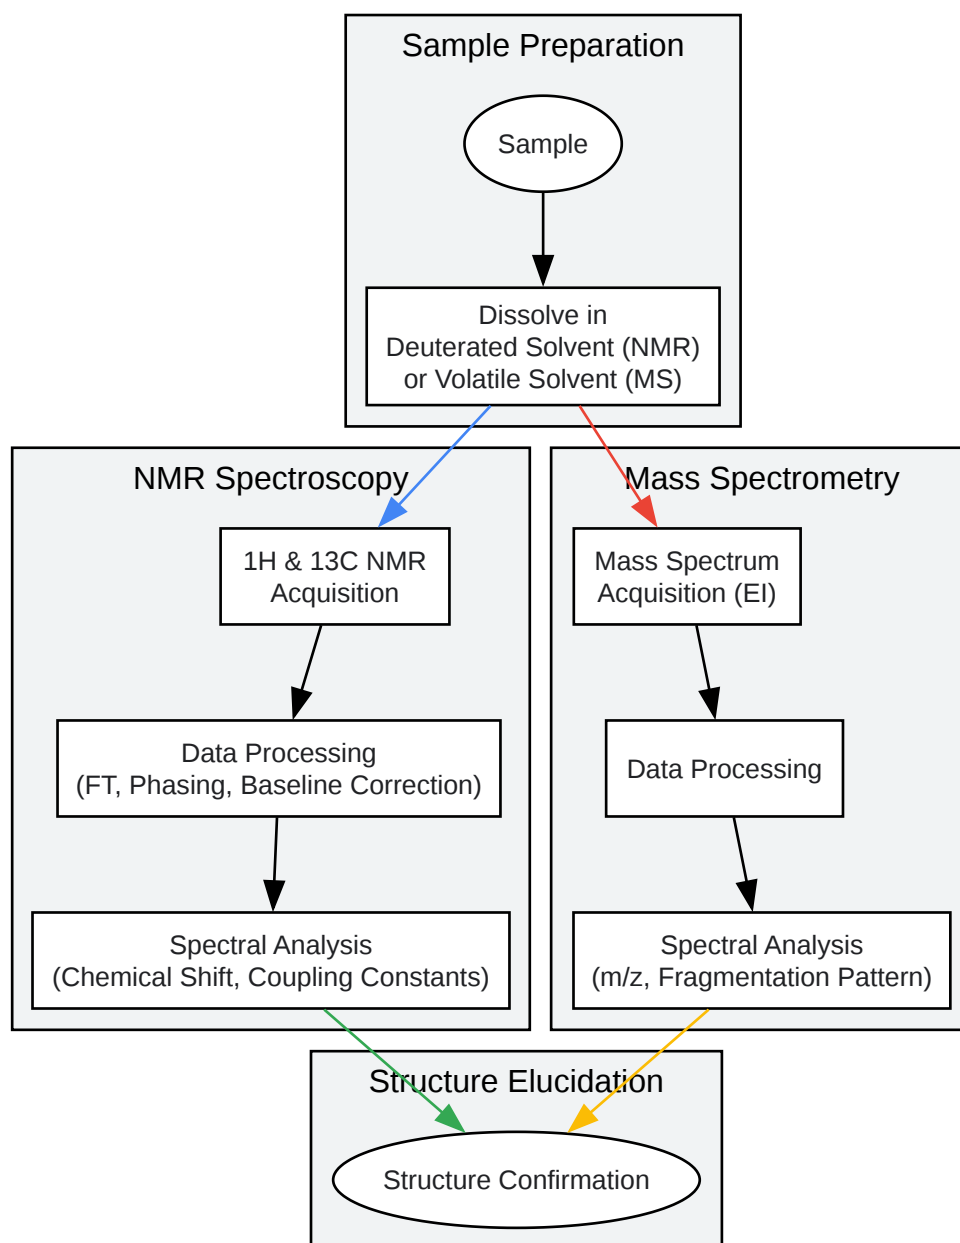 Sample Preparation
Sample
Dissolve in
Deuterated Solvent (NMR)
or Volatile Solvent (MS)
NMR Spectroscopy
1H & 13C NMR
Acquisition
Data Processing
(FT, Phasing, Baseline Correction)
Spectral Analysis
(Chemical Shift, Coupling Constants)
Mass Spectrometry
Mass Spectrum
Acquisition (EI)
Data Processing
Spectral Analysis
(m/z, Fragmentation Pattern)
Structure Elucidation
Structure Confirmation